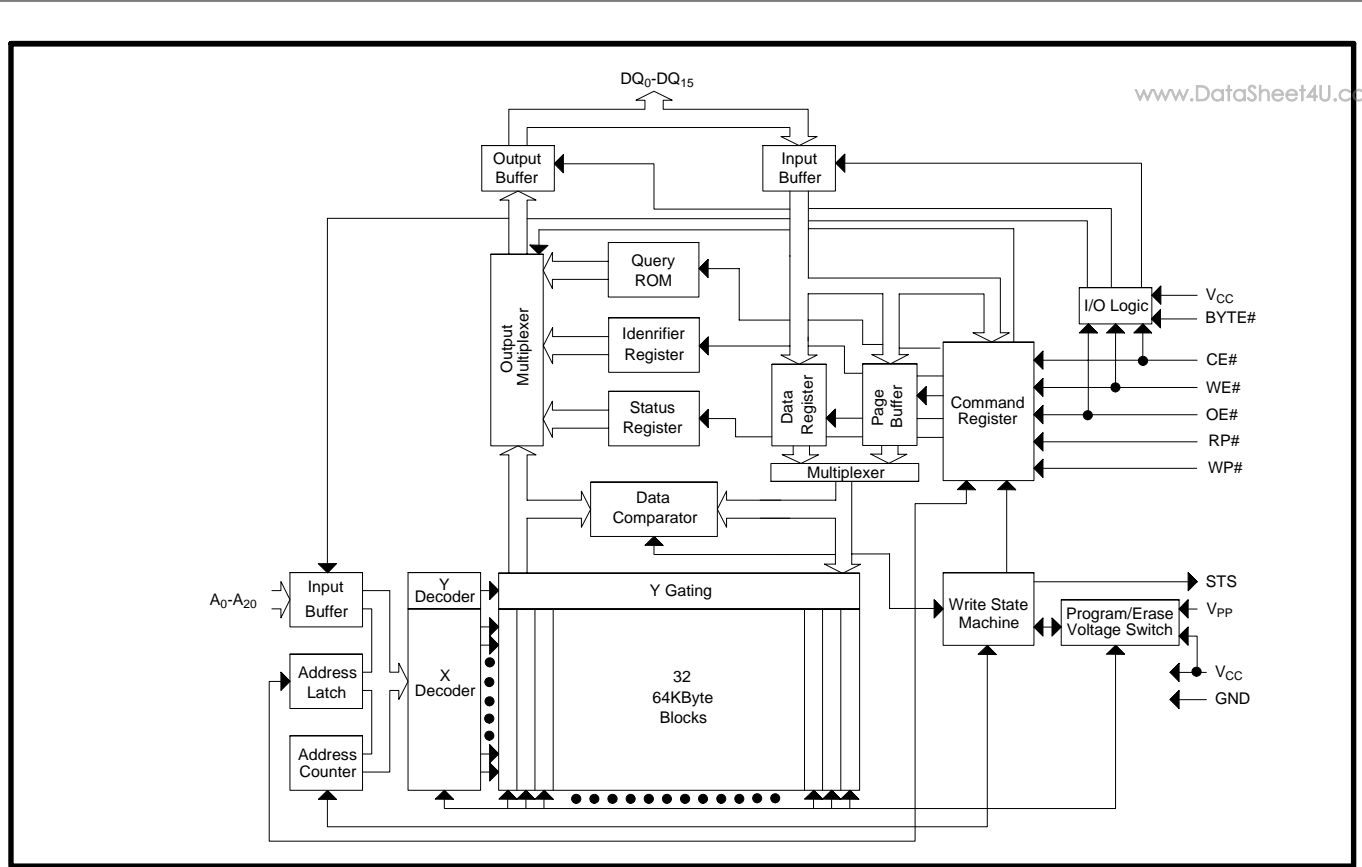 www.DataSheet4U.co
DQ0-DQ15
Output
Buffer
Input
Buffer
Query
ROM
Idenrifier
Register
Status
Register
Output
Multiplexer
Data
Register
Page
Buffer
Command
Register
I/O Logic
VCC
BYTE#
CE#
WE#
OE#
RP#
WP#
Multiplexer
Data
Comparator
A0-A20
Input
Buffer
Y
Decoder
Y Gating
Write State
Machine
Program/Erase
Voltage Switch
STS
VPP
VCC
GND
Address
Latch
X
Decoder
32
64KByte
Blocks
Address
Counter